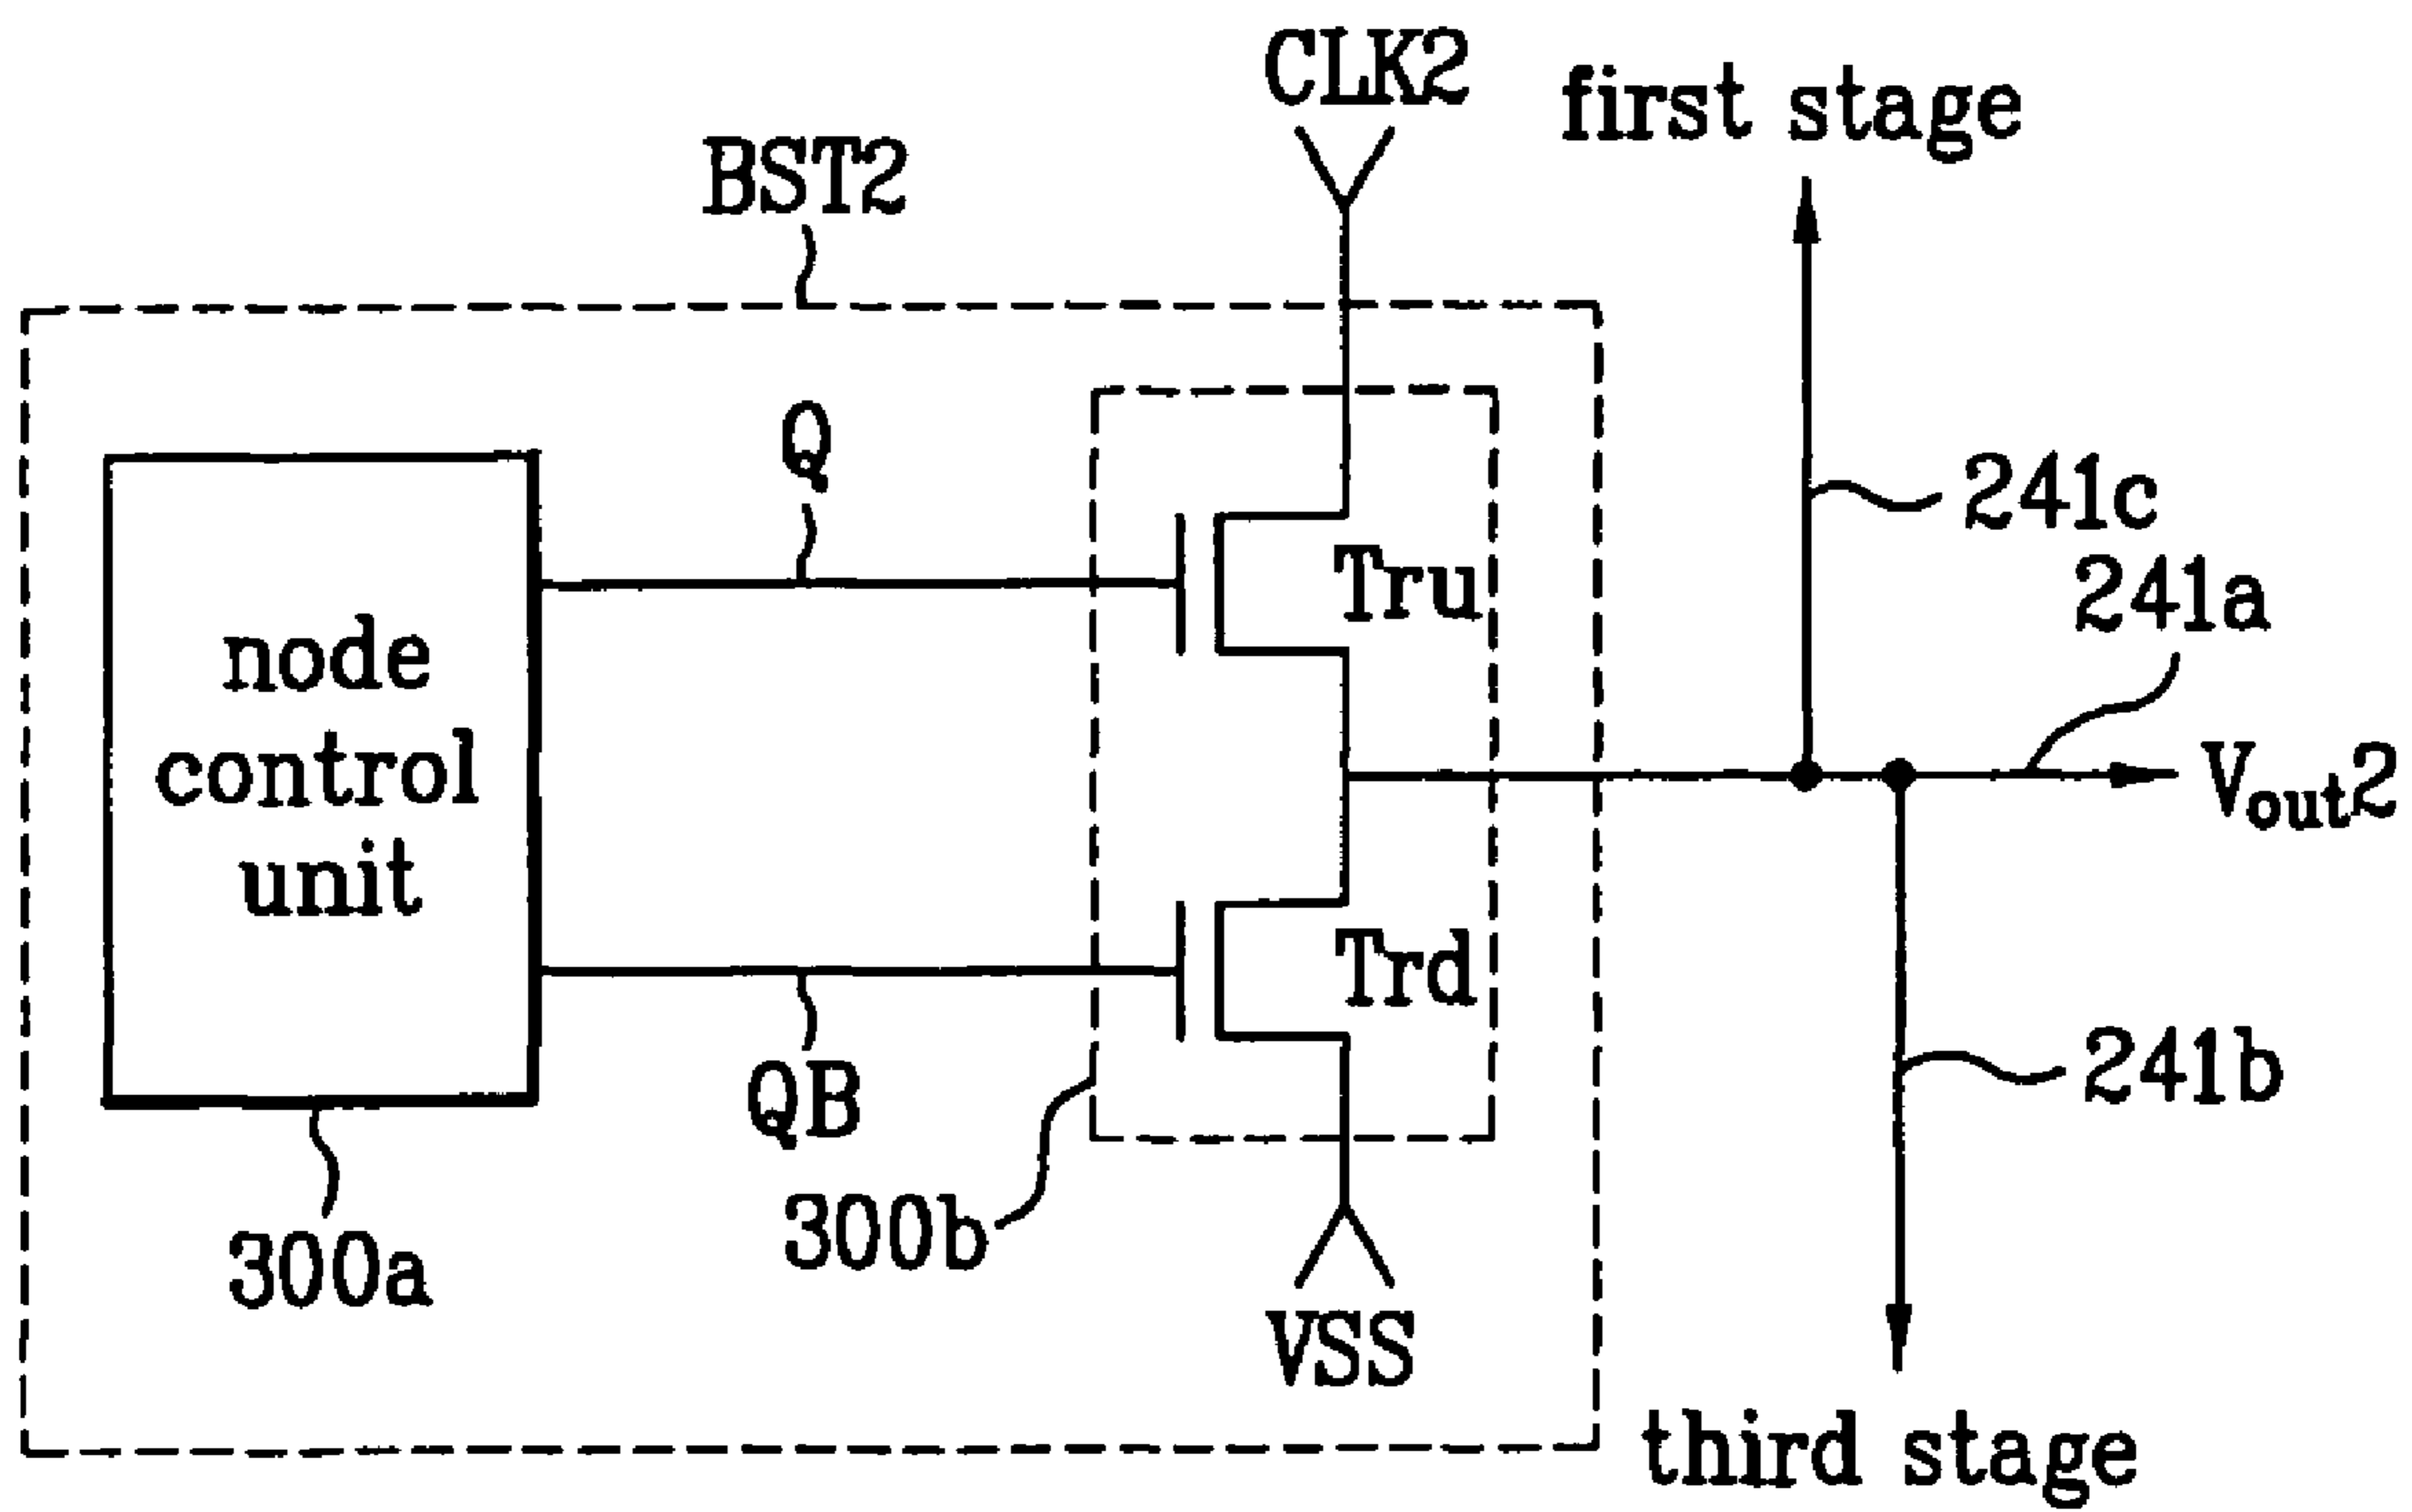 CLK2
first stage
BST2
Q
241c
Tru
241a
node
control
unit
Vout2
Trd
QB
241b
300b
300a
VSS
third stage